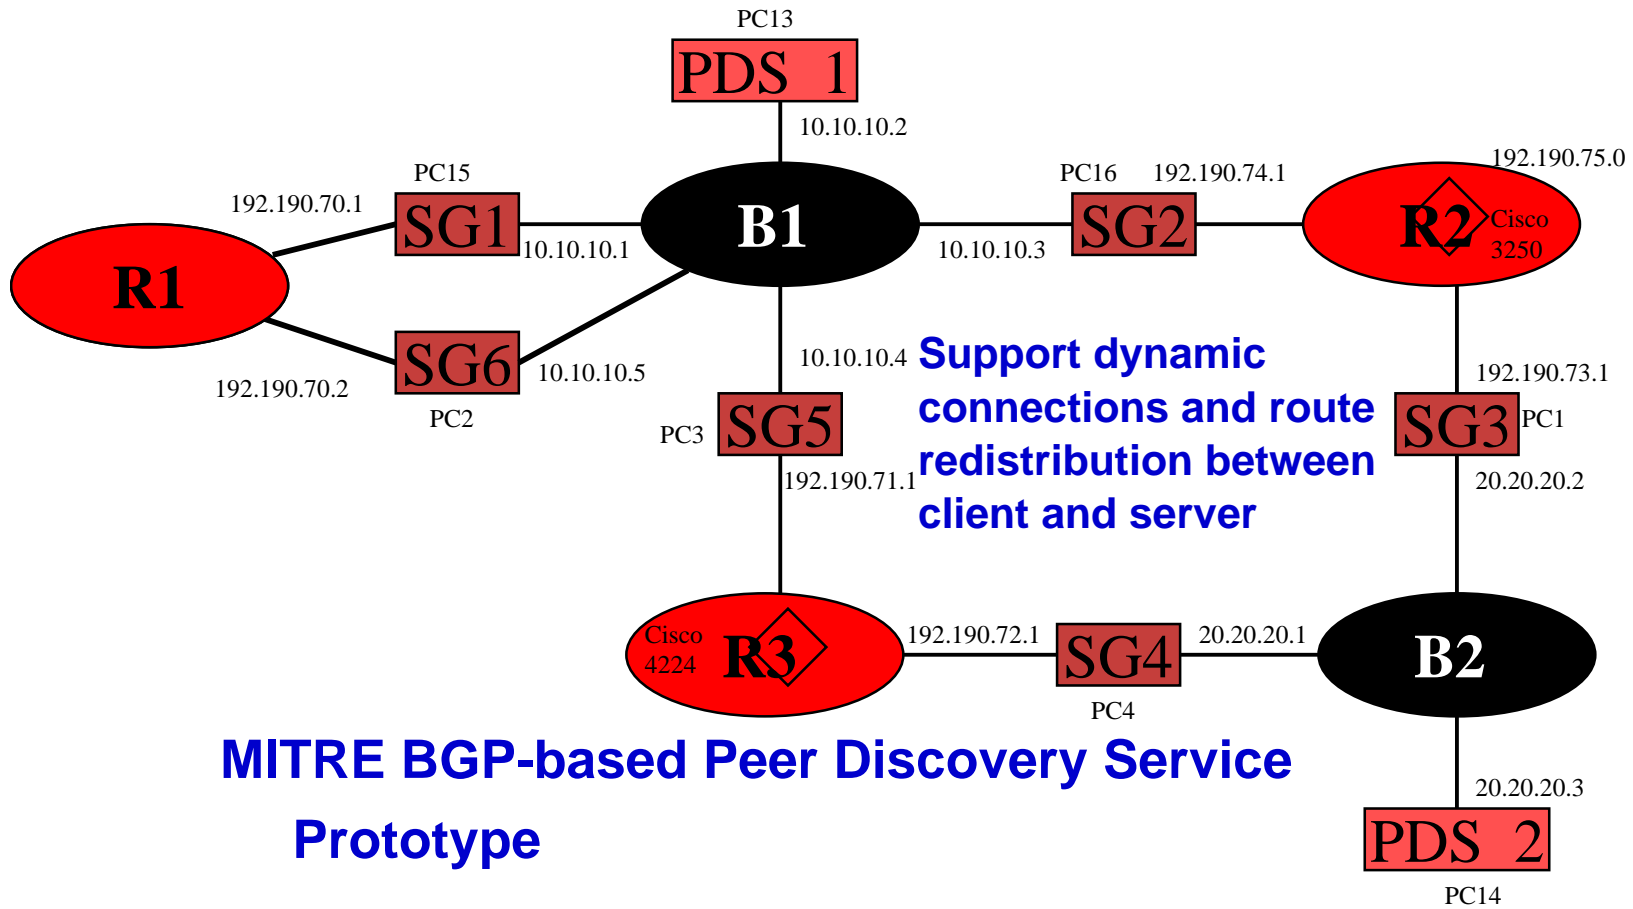 PC13
PDS 1
10.10.10.2
PC15
PC16
192.190.74.1
192.190.75.0
192.190.70.1
SG1
B1
SG2
R2
Cisco
3250
10.10.10.1
10.10.10.3
R1
192.190.70.2
SG6
10.10.10.5
PC2
10.10.10.4
Support dynamic
connections and route
redistribution between
client and server
192.190.73.1
PC3
SG5
SG3
PC1
192.190.71.1
20.20.20.2
Cisco
4224
R3
192.190.72.1
SG4
20.20.20.1
B2
PC4
MITRE BGP-based Peer Discovery Service
Prototype
20.20.20.3
PDS 2
PC14